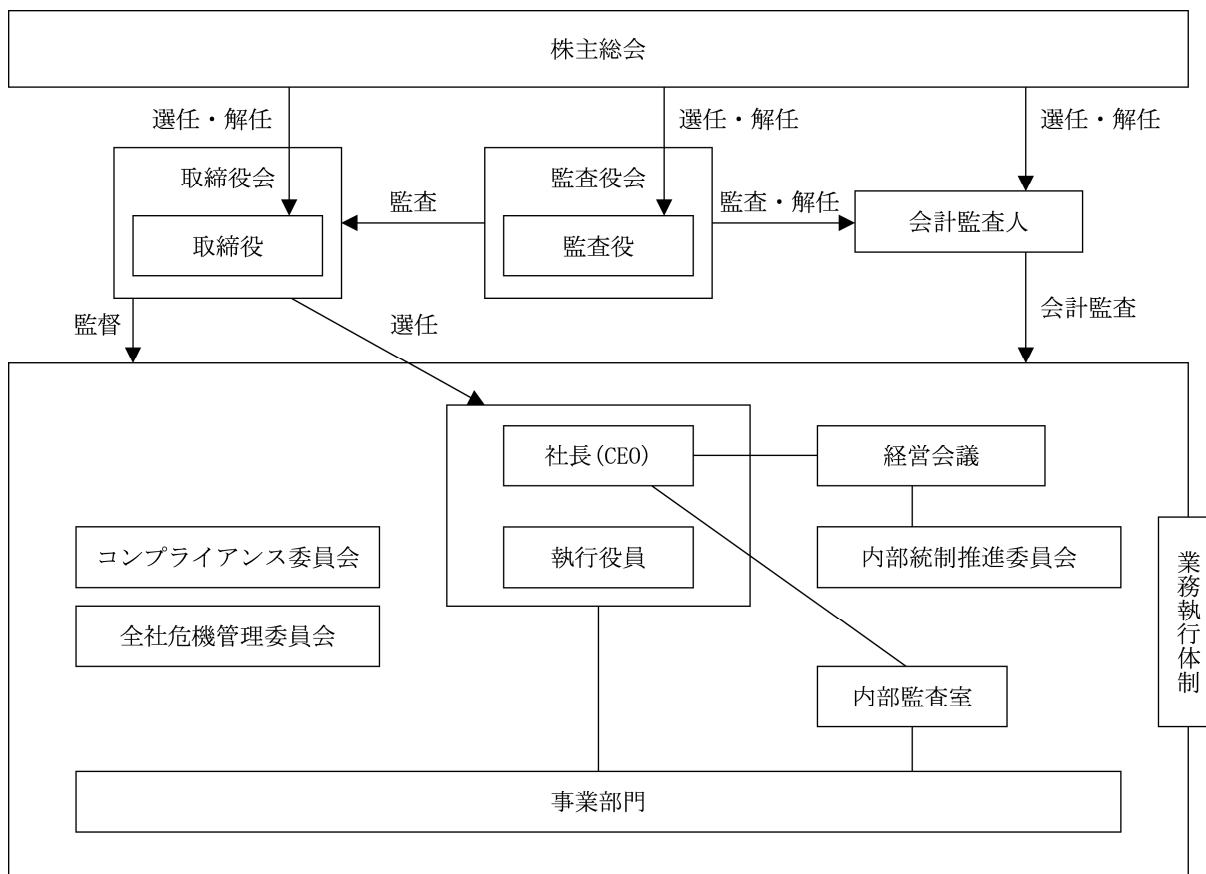 株主総会
選任・解任
選任・解任
選任・解任
取締役会
取締役
監査
監査役会
監査役
監査・解任
会計監査人
監督
選任
会計監査
社長(CEO)
経営会議
コンプライアンス委員会
執行役員
内部統制推進委員会
全社危機管理委員会
内部監査室
事業部門
業務執行体制